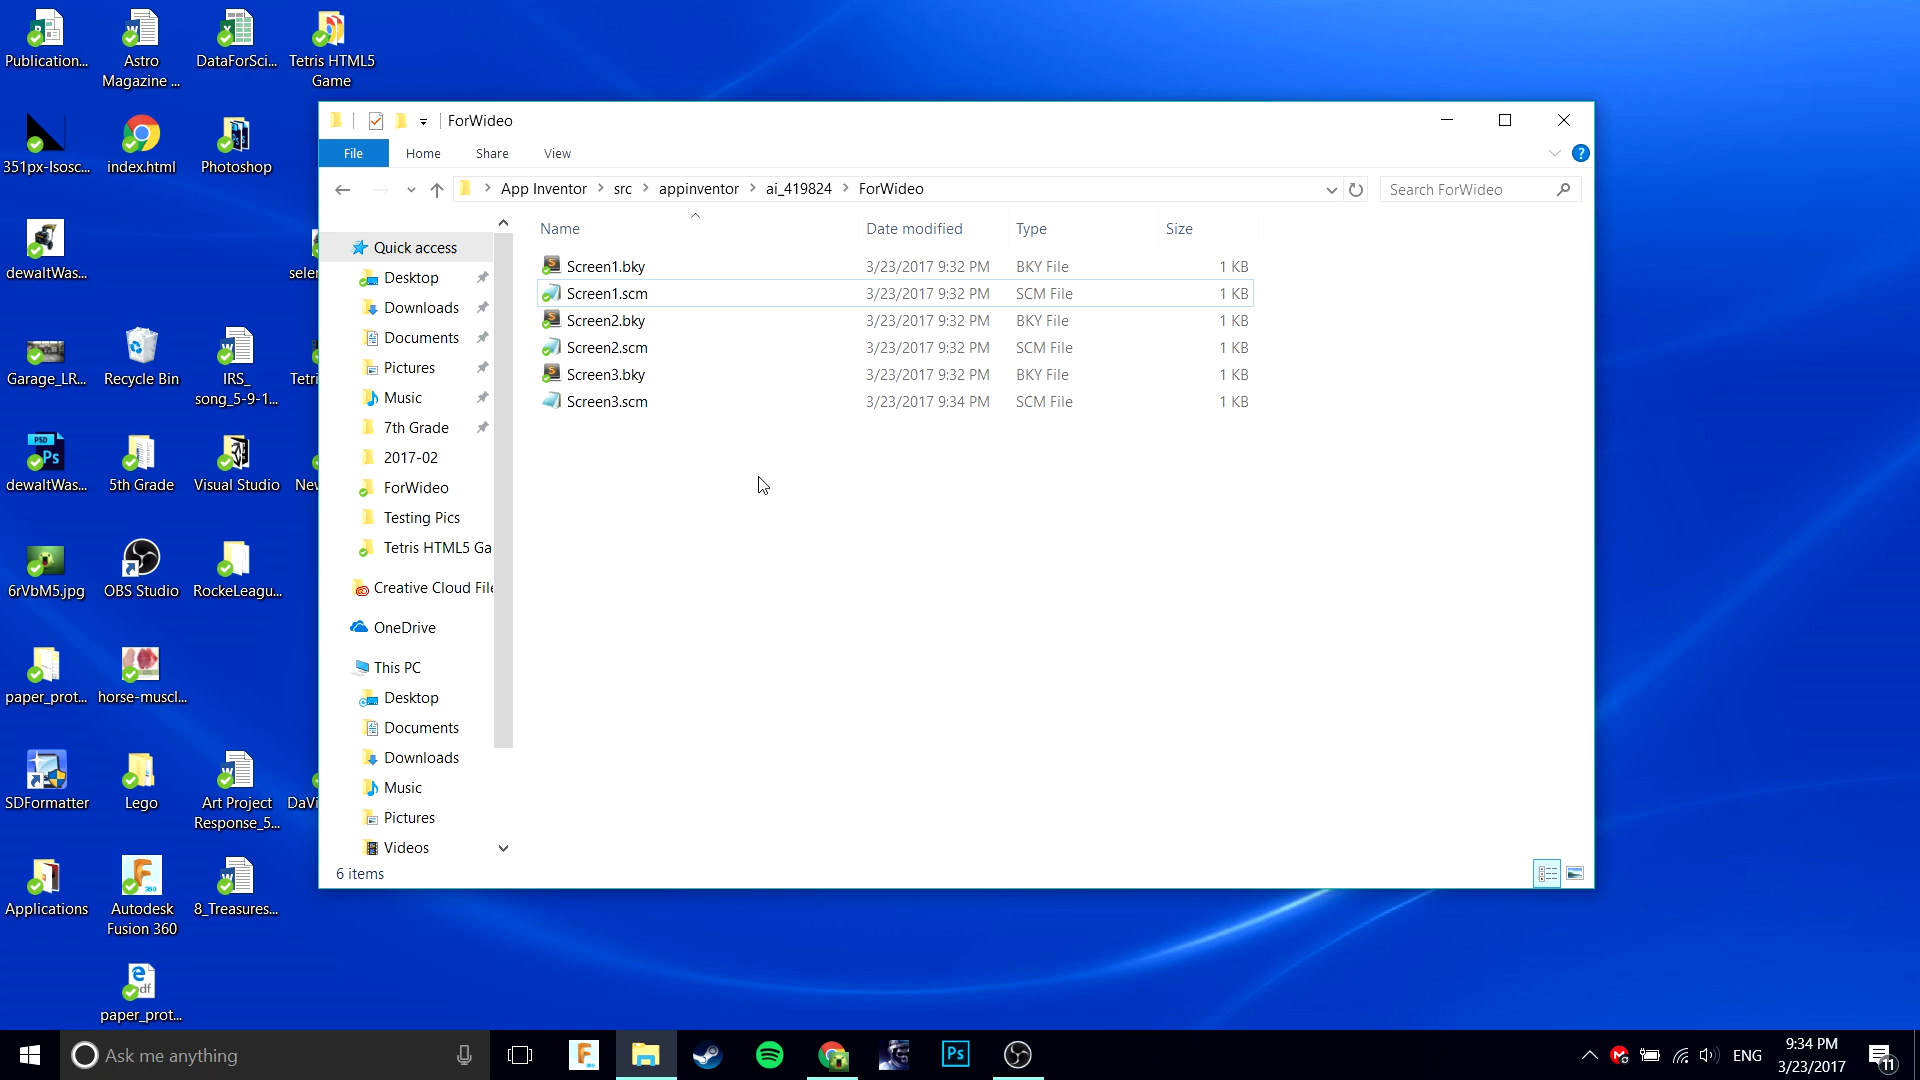 Publication...
Astro
Magazine ...
DataForSci...
Tetris HTML5
Game
351px-Isosc...
index.html
Photoshop
dewaltWas...
seler
Garage_LR...
Recycle Bin
IRS_
song_5-9-1...
Tetri
dewaltWas...
5th Grade
Visual Studio
Nev
6rVbM5.jpg
OBS Studio
RockeLeagu...
paper_prot...
horse-muscl...
SDFormatter
Lego
Art Project
Response_5...
DaVi
Applications
Autodesk
Fusion 360
8_Treasures...
paper_prot...
ForWideo
File
Home
Share
View
App Inventor
src
appinventor
ai_419824
ForWideo
Search ForWideo
Quick access
Desktop
Downloads
Documents
Pictures
Music
7th Grade
2017-02
ForWideo
Testing Pics
Tetris HTML5 Ga
Creative Cloud File
OneDrive
This PC
Desktop
Documents
Downloads
Music
Pictures
Videos
Name Date modified Type Size
Screen1.bky 3/23/2017 9:32 PM BKY File 1 KB
Screen1.scm 3/23/2017 9:32 PM SCM File 1 KB
Screen2.bky 3/23/2017 9:32 PM BKY File 1 KB
Screen2.scm 3/23/2017 9:32 PM SCM File 1 KB
Screen3.bky 3/23/2017 9:32 PM BKY File 1 KB
Screen3.scm 3/23/2017 9:34 PM SCM File 1 KB
6 items
Ask me anything
ENG
9:34 PM
3/23/2017
11